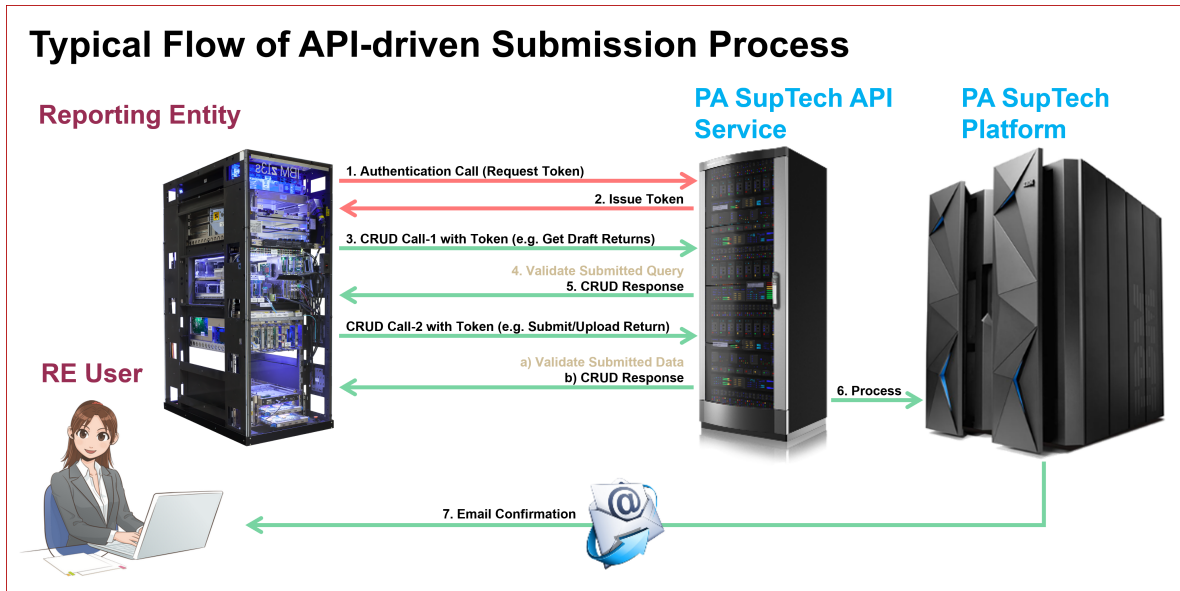 Typical Flow of API-driven Submission Process
Reporting Entity
PA SupTech API
Service
PA SupTech
Platform
1. Authentication Call (Request Token)
2. Issue Token
3. CRUD Call-1 with Token (e.g. Get Draft Returns)
4. Validate Submitted Query
5. CRUD Response
CRUD Call-2 with Token (e.g. Submit/Upload Return)
a) Validate Submitted Data
b) CRUD Response
6. Process
RE User
7. Email Confirmation
@